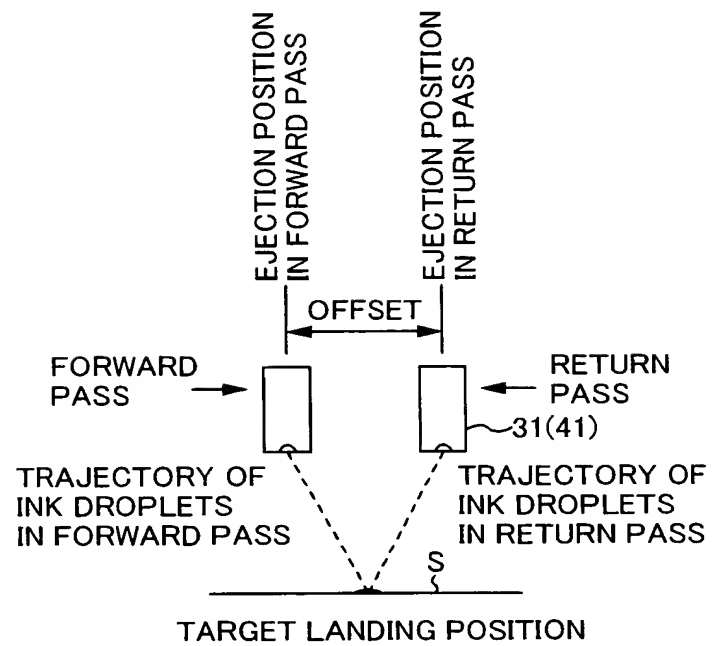 EJECTION POSITION
IN FORWARD PASS
EJECTION POSITION
IN RETURN PASS
OFFSET
FORWARD
PASS
RETURN
PASS
31(41)
TRAJECTORY OF
INK DROPLETS
IN FORWARD PASS
TRAJECTORY OF
INK DROPLETS
IN RETURN PASS
S
TARGET LANDING POSITION